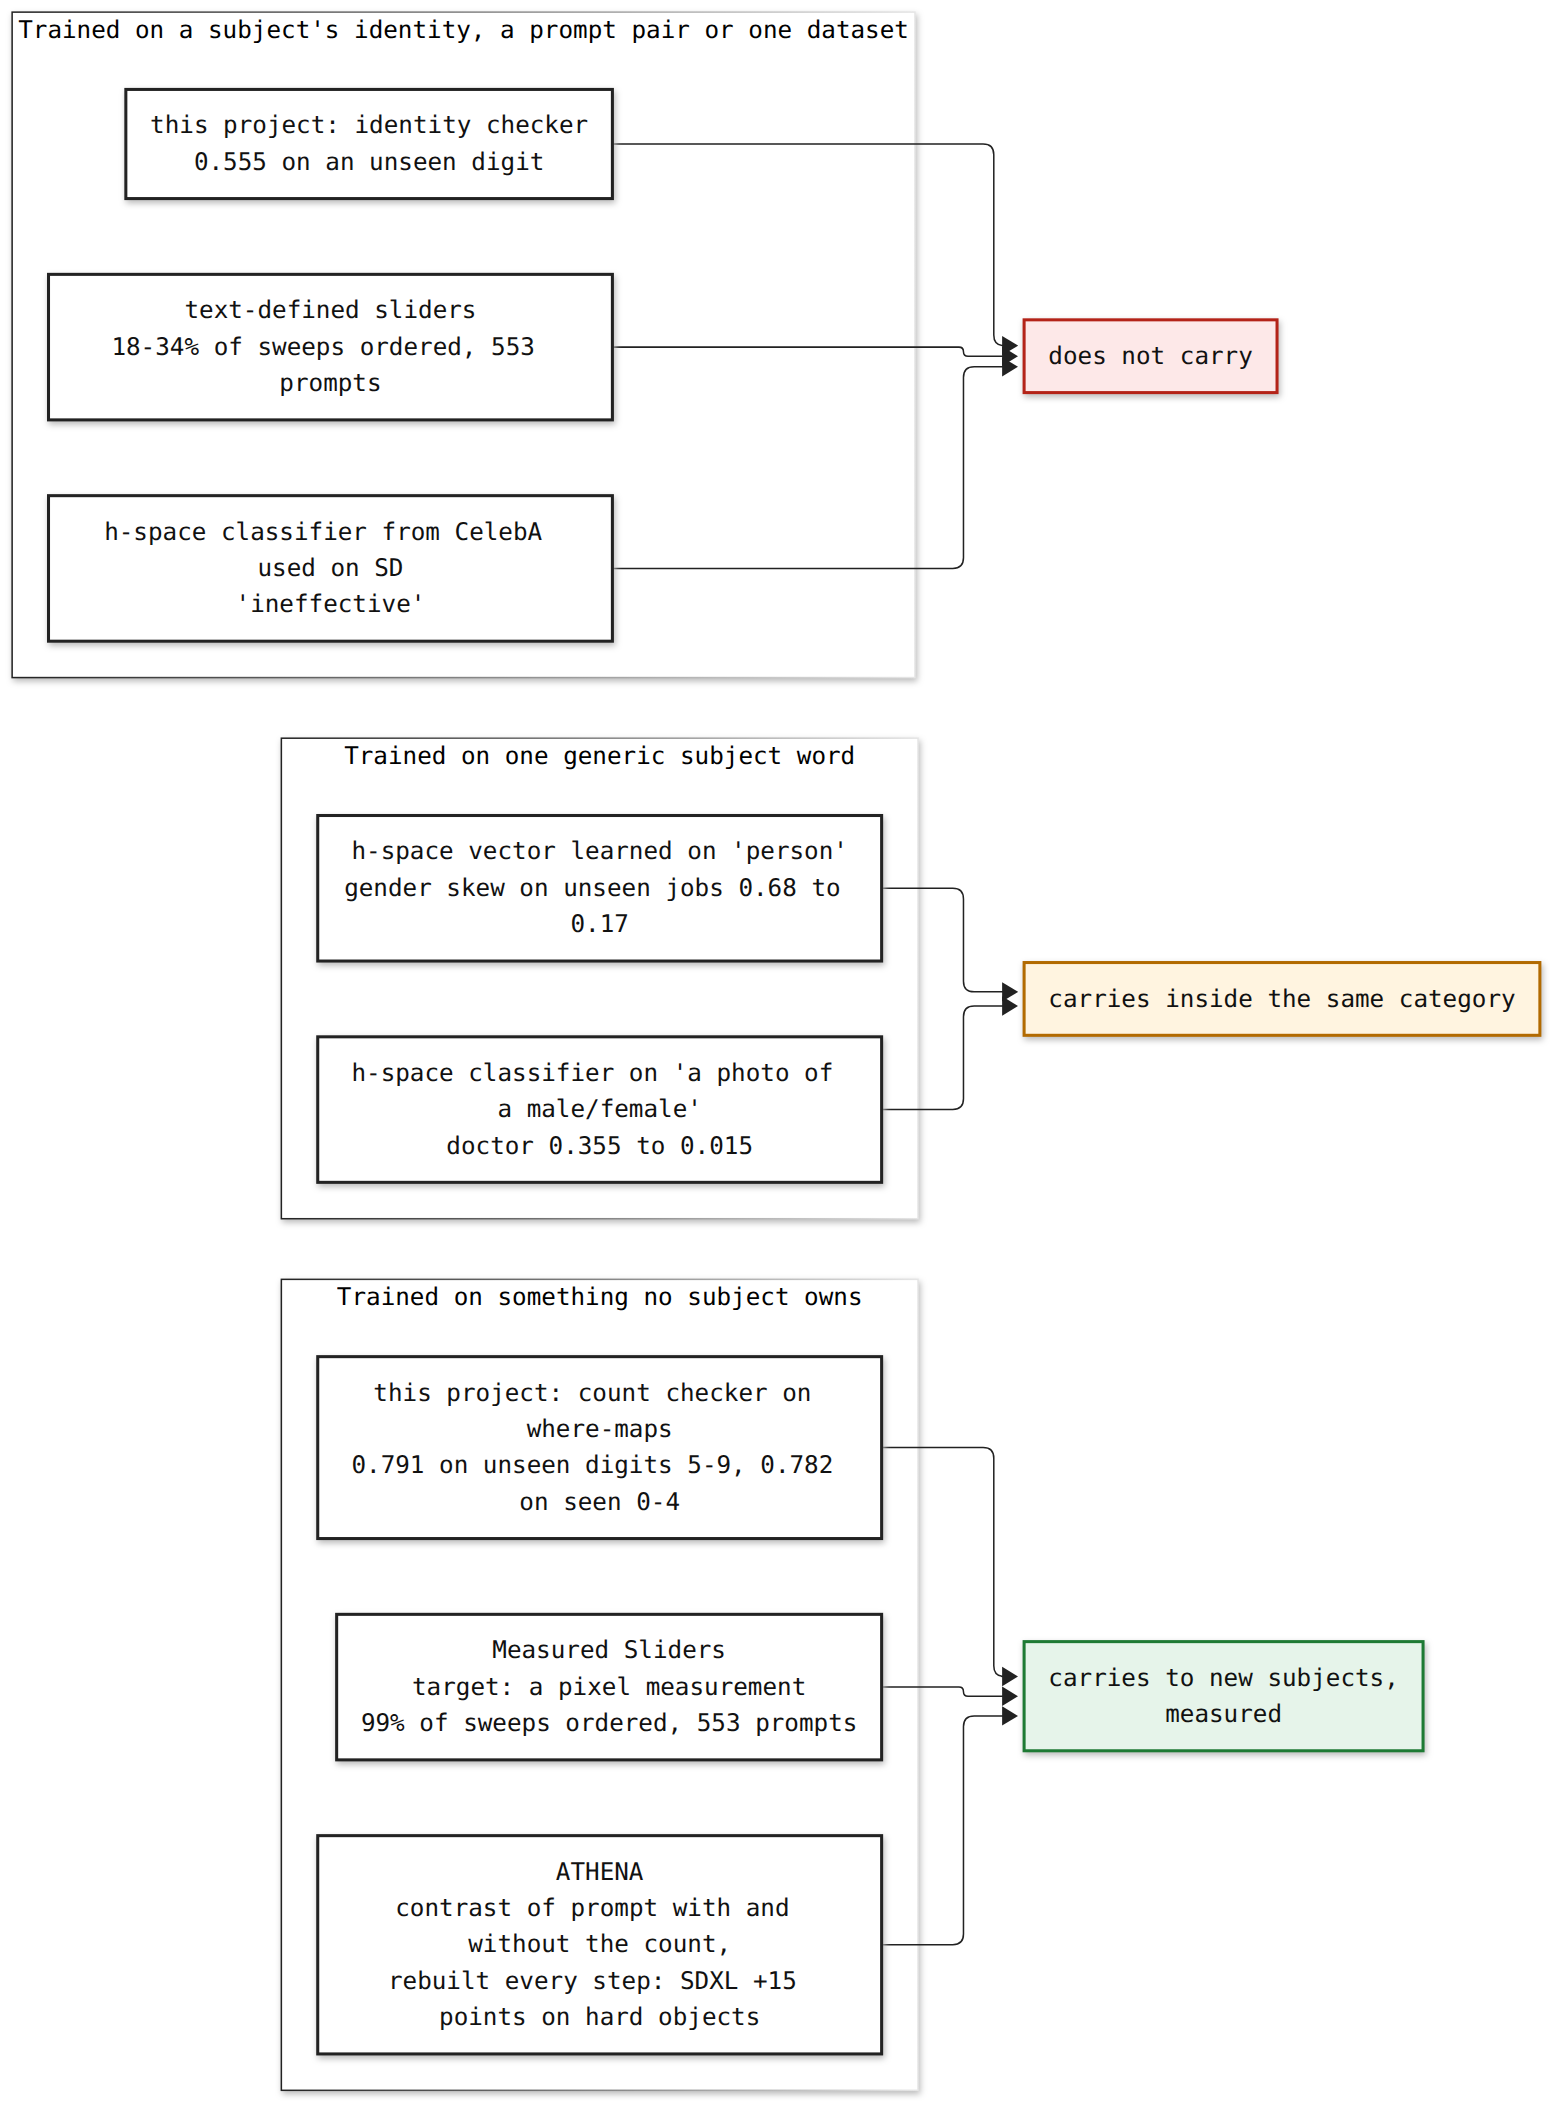 Trained on a subject's identity, a prompt pair or one dataset
this project: identity checker
0.555 on an unseen digit
text-defined sliders
18-34% of sweeps ordered, 553
prompts
h-space classifier from CelebA
used on SD
'ineffective'
does not carry
Trained on one generic subject word
h-space vector learned on 'person'
gender skew on unseen jobs 0.68 to
0.17
h-space classifier on 'a photo of
a male/female'
doctor 0.355 to 0.015
carries inside the same category
Trained on something no subject owns
this project: count checker on
where-maps
0.791 on unseen digits 5-9, 0.782
on seen 0-4
Measured Sliders
target: a pixel measurement
99% of sweeps ordered, 553 prompts
ATHENA
contrast of prompt with and
without the count,
rebuilt every step: SDXL +15
points on hard objects
carries to new subjects,
measured